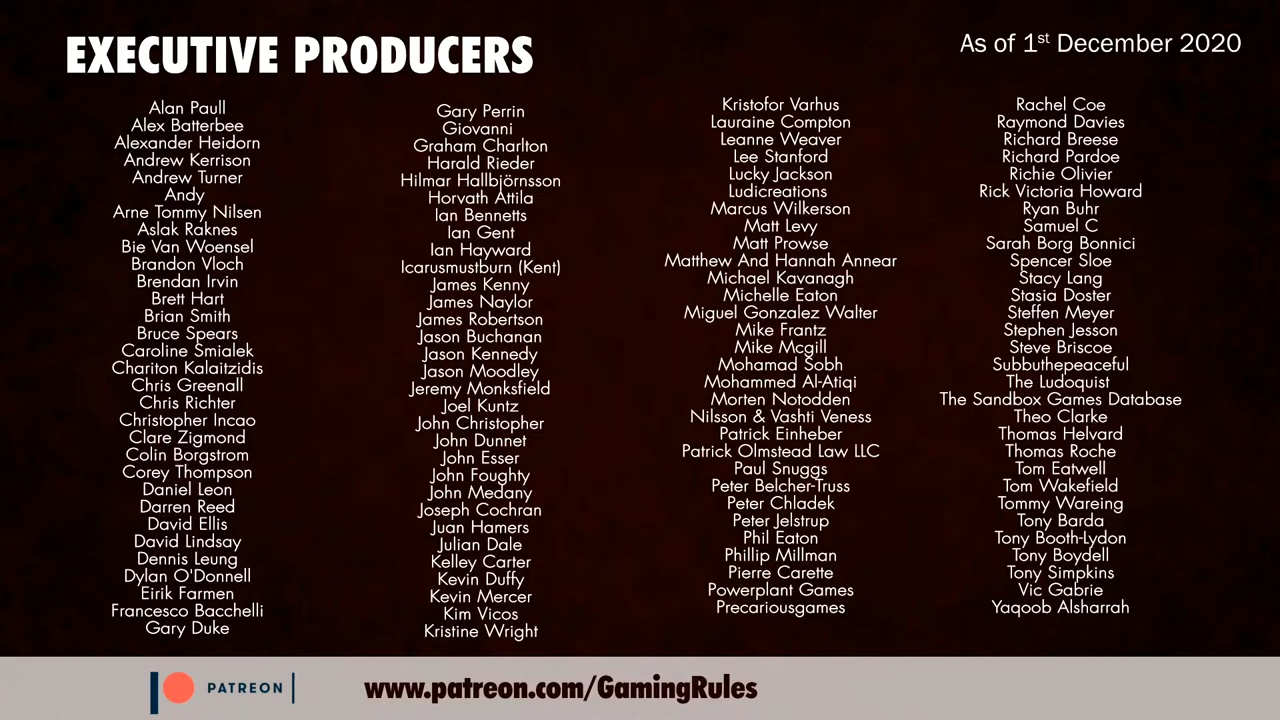 EXECUTIVE PRODUCERS
As of 1st December 2020
Alan Paull
Alex Batterbee
Alexander Heidorn
Andrew Kerrison
Andrew Turner
Andy
Arne Tommy Nilsen
Aslak Raknes
Bie Van Woensel
Brandon Vloch
Brendan Irvin
Brett Hart
Brian Smith
Bruce Spears
Caroline Smialek
Chariton Kalaitzidis
Chris Greenall
Chris Richter
Christopher Incao
Clare Zigmond
Colin Borgstrom
Corey Thompson
Daniel Leon
Darren Reed
David Ellis
David Lindsay
Dennis Leung
Dylan O'Donnell
Eirik Farmen
Francesco Bacchelli
Gary Duke
Gary Perrin
Giovanni
Graham Charlton
Harald Rieder
Hilmar Hallbjörnsson
Horvath Attila
Ian Bennetts
Ian Gent
Ian Hayward
Icarusmustburn (Kent)
James Kenny
James Naylor
James Robertson
Jason Buchanan
Jason Kennedy
Jason Moodley
Jeremy Monksfield
Joel Kuntz
John Christopher
John Dunnet
John Esser
John Foughty
John Medany
Joseph Cochran
Juan Hamers
Julian Dale
Kelley Carter
Kevin Duffy
Kevin Mercer
Kim Vicos
Kristine Wright
Kristofor Varhus
Lauraine Compton
Leanne Weaver
Lee Stanford
Lucky Jackson
Ludicreations
Marcus Wilkerson
Matt Levy
Matt Prowse
Matthew And Hannah Annear
Michael Kavanagh
Michelle Eaton
Miguel Gonzalez Walter
Mike Frantz
Mike Mcgill
Mohamad Sobh
Mohammed Al-Atiqi
Morten Notodden
Nilsson & Vashti Veness
Patrick Einheber
Patrick Olmstead Law LLC
Paul Snuggs
Peter Belcher-Truss
Peter Chladek
Peter Jelstrup
Phil Eaton
Phillip Millman
Pierre Carette
Powerplant Games
Precariousgames
Rachel Coe
Raymond Davies
Richard Breese
Richard Pardoe
Richie Olivier
Rick Victoria Howard
Ryan Buhr
Samuel C
Sarah Borg Bonnici
Spencer Sloe
Stacy Lang
Stasia Doster
Steffen Meyer
Stephen Jesson
Steve Briscoe
Subbuthepeaceful
The Ludoquist
The Sandbox Games Database
Theo Clarke
Thomas Helvard
Thomas Roche
Tom Eatwell
Tom Wakefield
Tommy Wareing
Tony Barda
Tony Booth-Lydon
Tony Boydell
Tony Simpkins
Vic Gabrie
Yaqoob Alsharrah
PATREON
www.patreon.com/GamingRules